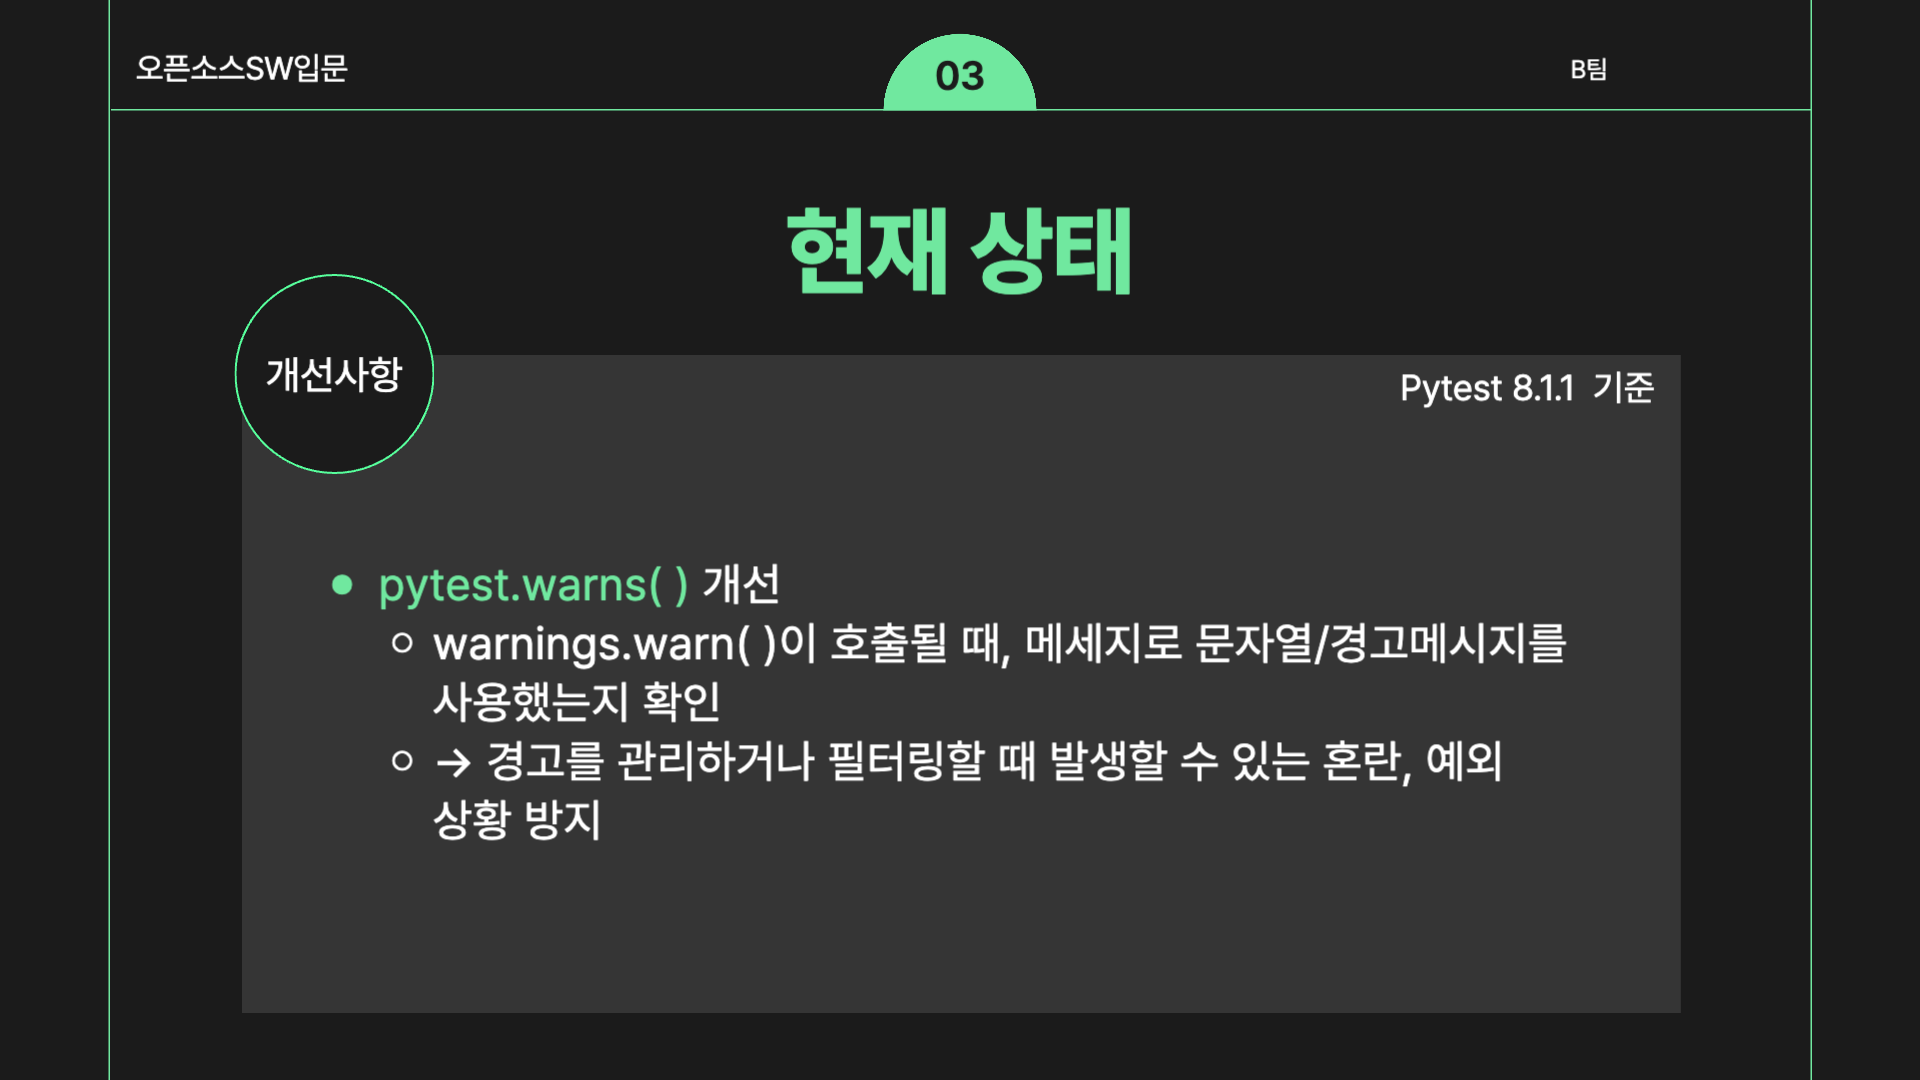 오픈소스SW입문
03
B팀
현재 상태
개선사항
Pytest 8.1.1 기준
● pytest.warns( ) 개선
○ warnings.warn( )이 호출될 때, 메세지로 문자열/경고메시지를
사용했는지 확인
○ → 경고를 관리하거나 필터링할 때 발생할 수 있는 혼란, 예외
상황 방지